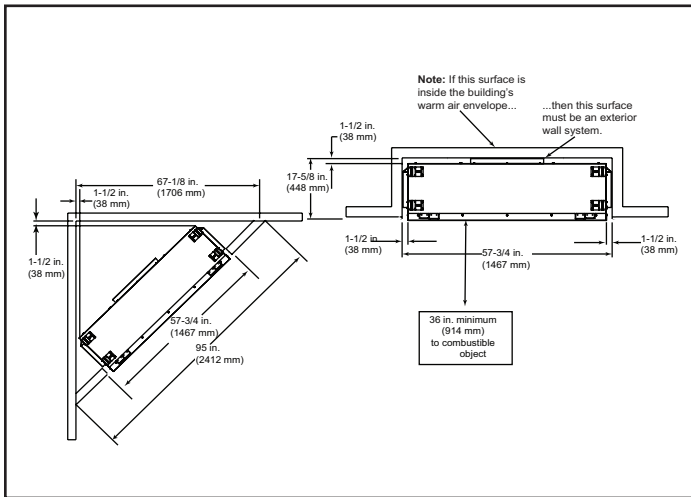 Note: If this surface is
inside the building's
warm air envelope...
...then this surface
must be an exterior
wall system.
1-1/2 in.
(38 mm)
17-5/8 in.
(448 mm)
67-1/8 in.
(1706 mm)
1-1/2 in.
(38 mm)
1-1/2 in.
(38 mm)
57-3/4 in.
(1467 mm)
95 in.
(2412 mm)
1-1/2 in
(38 mm)
57-3/4 in.
(1467 mm)
1-1/2 in.
(38 mm)
36 in. minimum
(914 mm)
to combustible
object